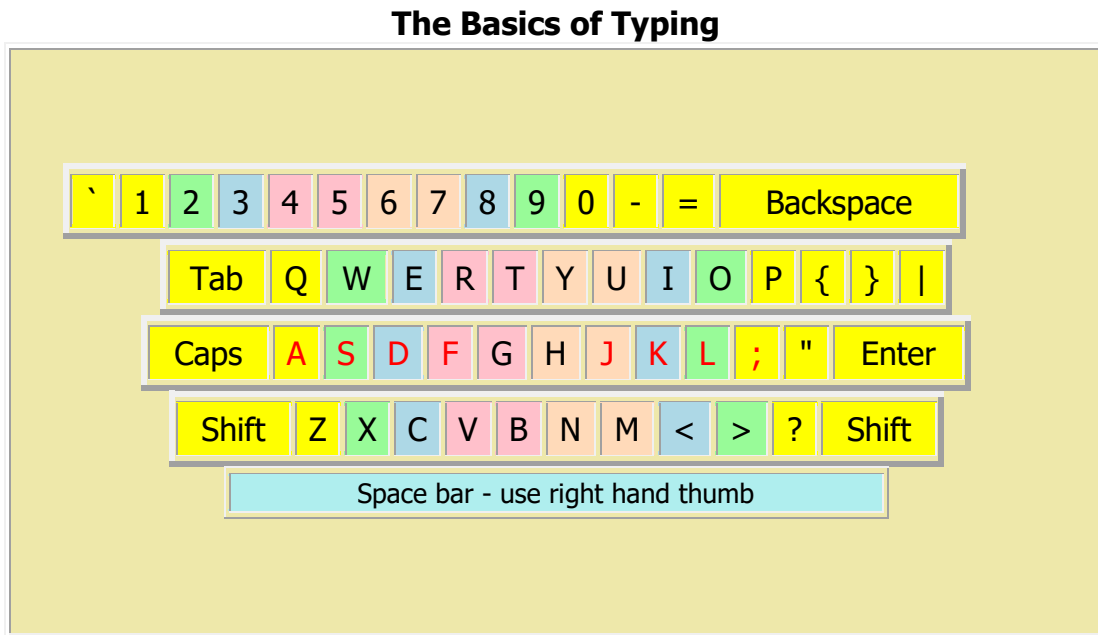 The Basics of Typing
` 1 2 3 4 5 6 7 8 9 0 - = Backspace
Tab Q W E R T Y U I O P { } |
Caps A S D F G H J K L ; " Enter
Shift Z X C V B N M < > ? Shift
Space bar - use right hand thumb